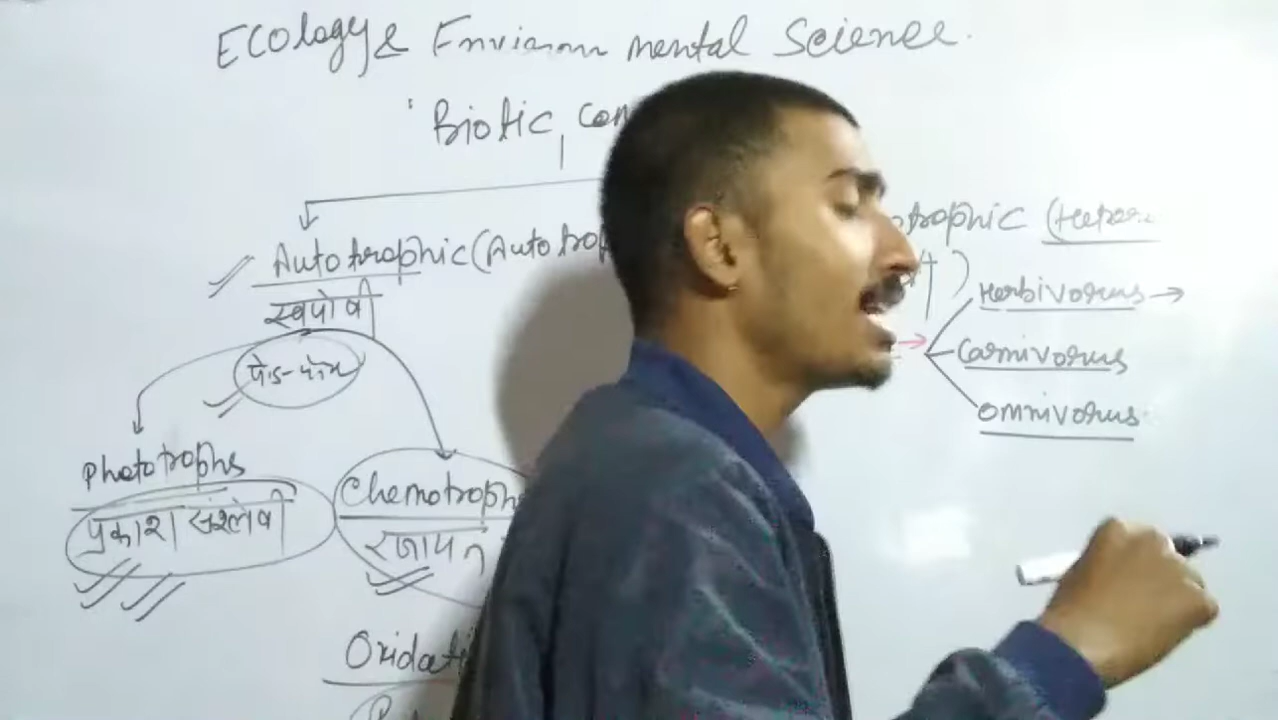 Ecology & Environmental Science.
Biotic
Autotrophic (Autotrop
trophic (Hetero
स्वपोषी
Herbivorus →
पेड़-पौधे
Carnivorus
Omnivorus
Phototrophs
Chemotroph
प्रकाश संश्लेषी
रसायन
Oxidati